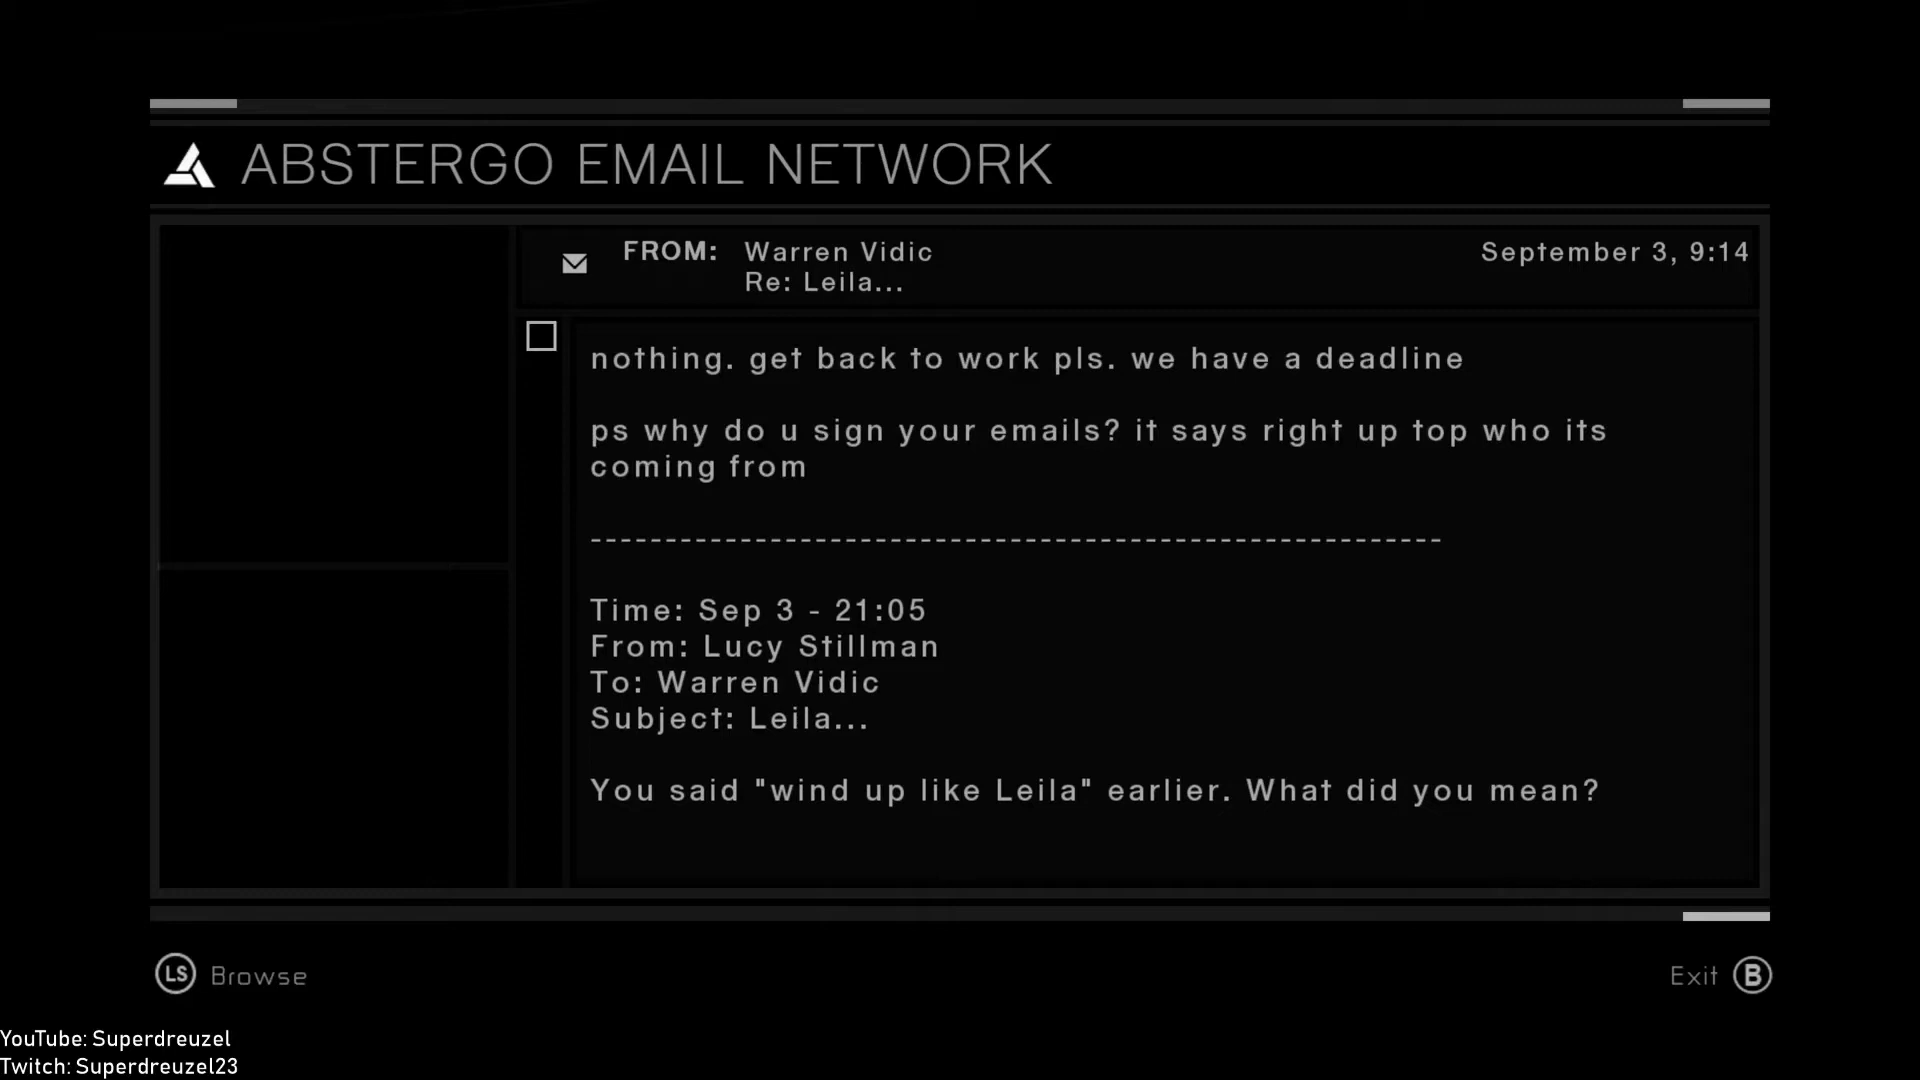 ABSTERGO EMAIL NETWORK
FROM: Warren Vidic
September 3, 9:14
Re: Leila...
nothing. get back to work pls. we have a deadline
ps why do u sign your emails? it says right up top who its
coming from
---------------------------------------------------------
Time: Sep 3 - 21:05
From: Lucy Stillman
To: Warren Vidic
Subject: Leila...
You said "wind up like Leila" earlier. What did you mean?
LS Browse
Exit B
YouTube: Superdreuzel
Twitch: Superdreuzel23